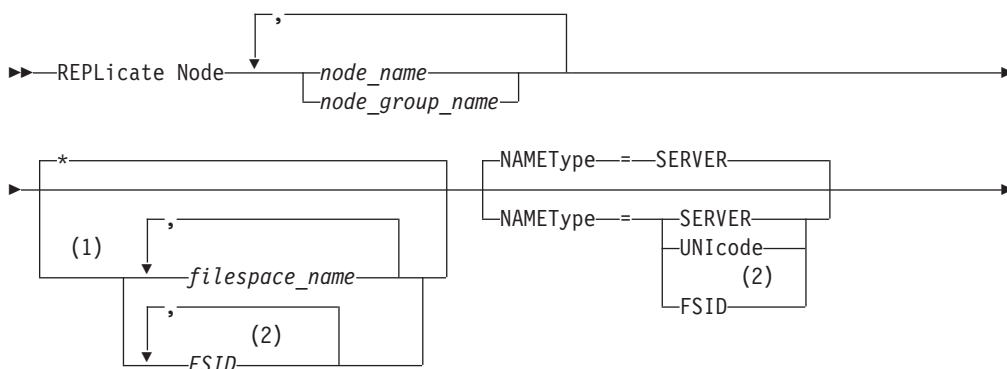 ,
REPLicate Node node_name
node_group_name
* NAMEType = SERVER
NAMEType = SERVER
(1) , UNIcode
filespace_name (2)
, FSID
(2)
FSID